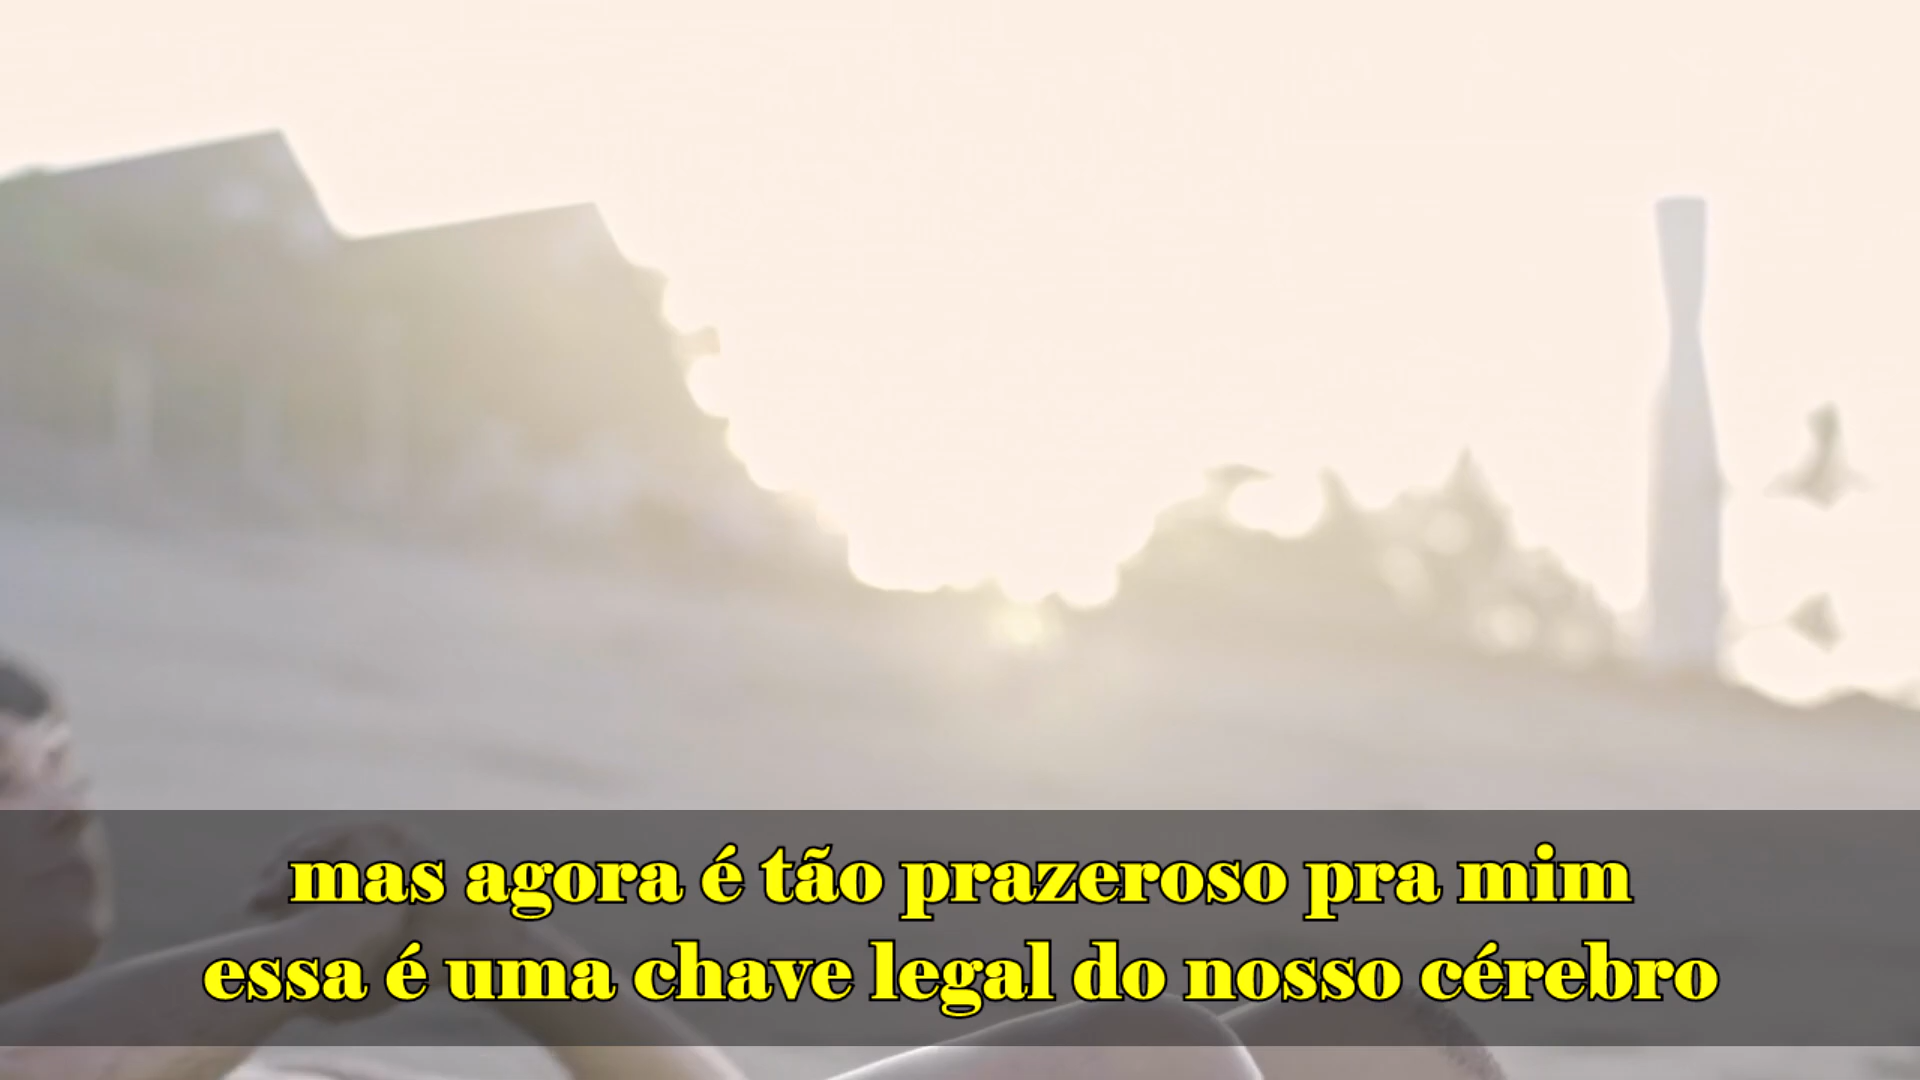 mas agora é tão prazeroso pra mim
essa é uma chave legal do nosso cérebro